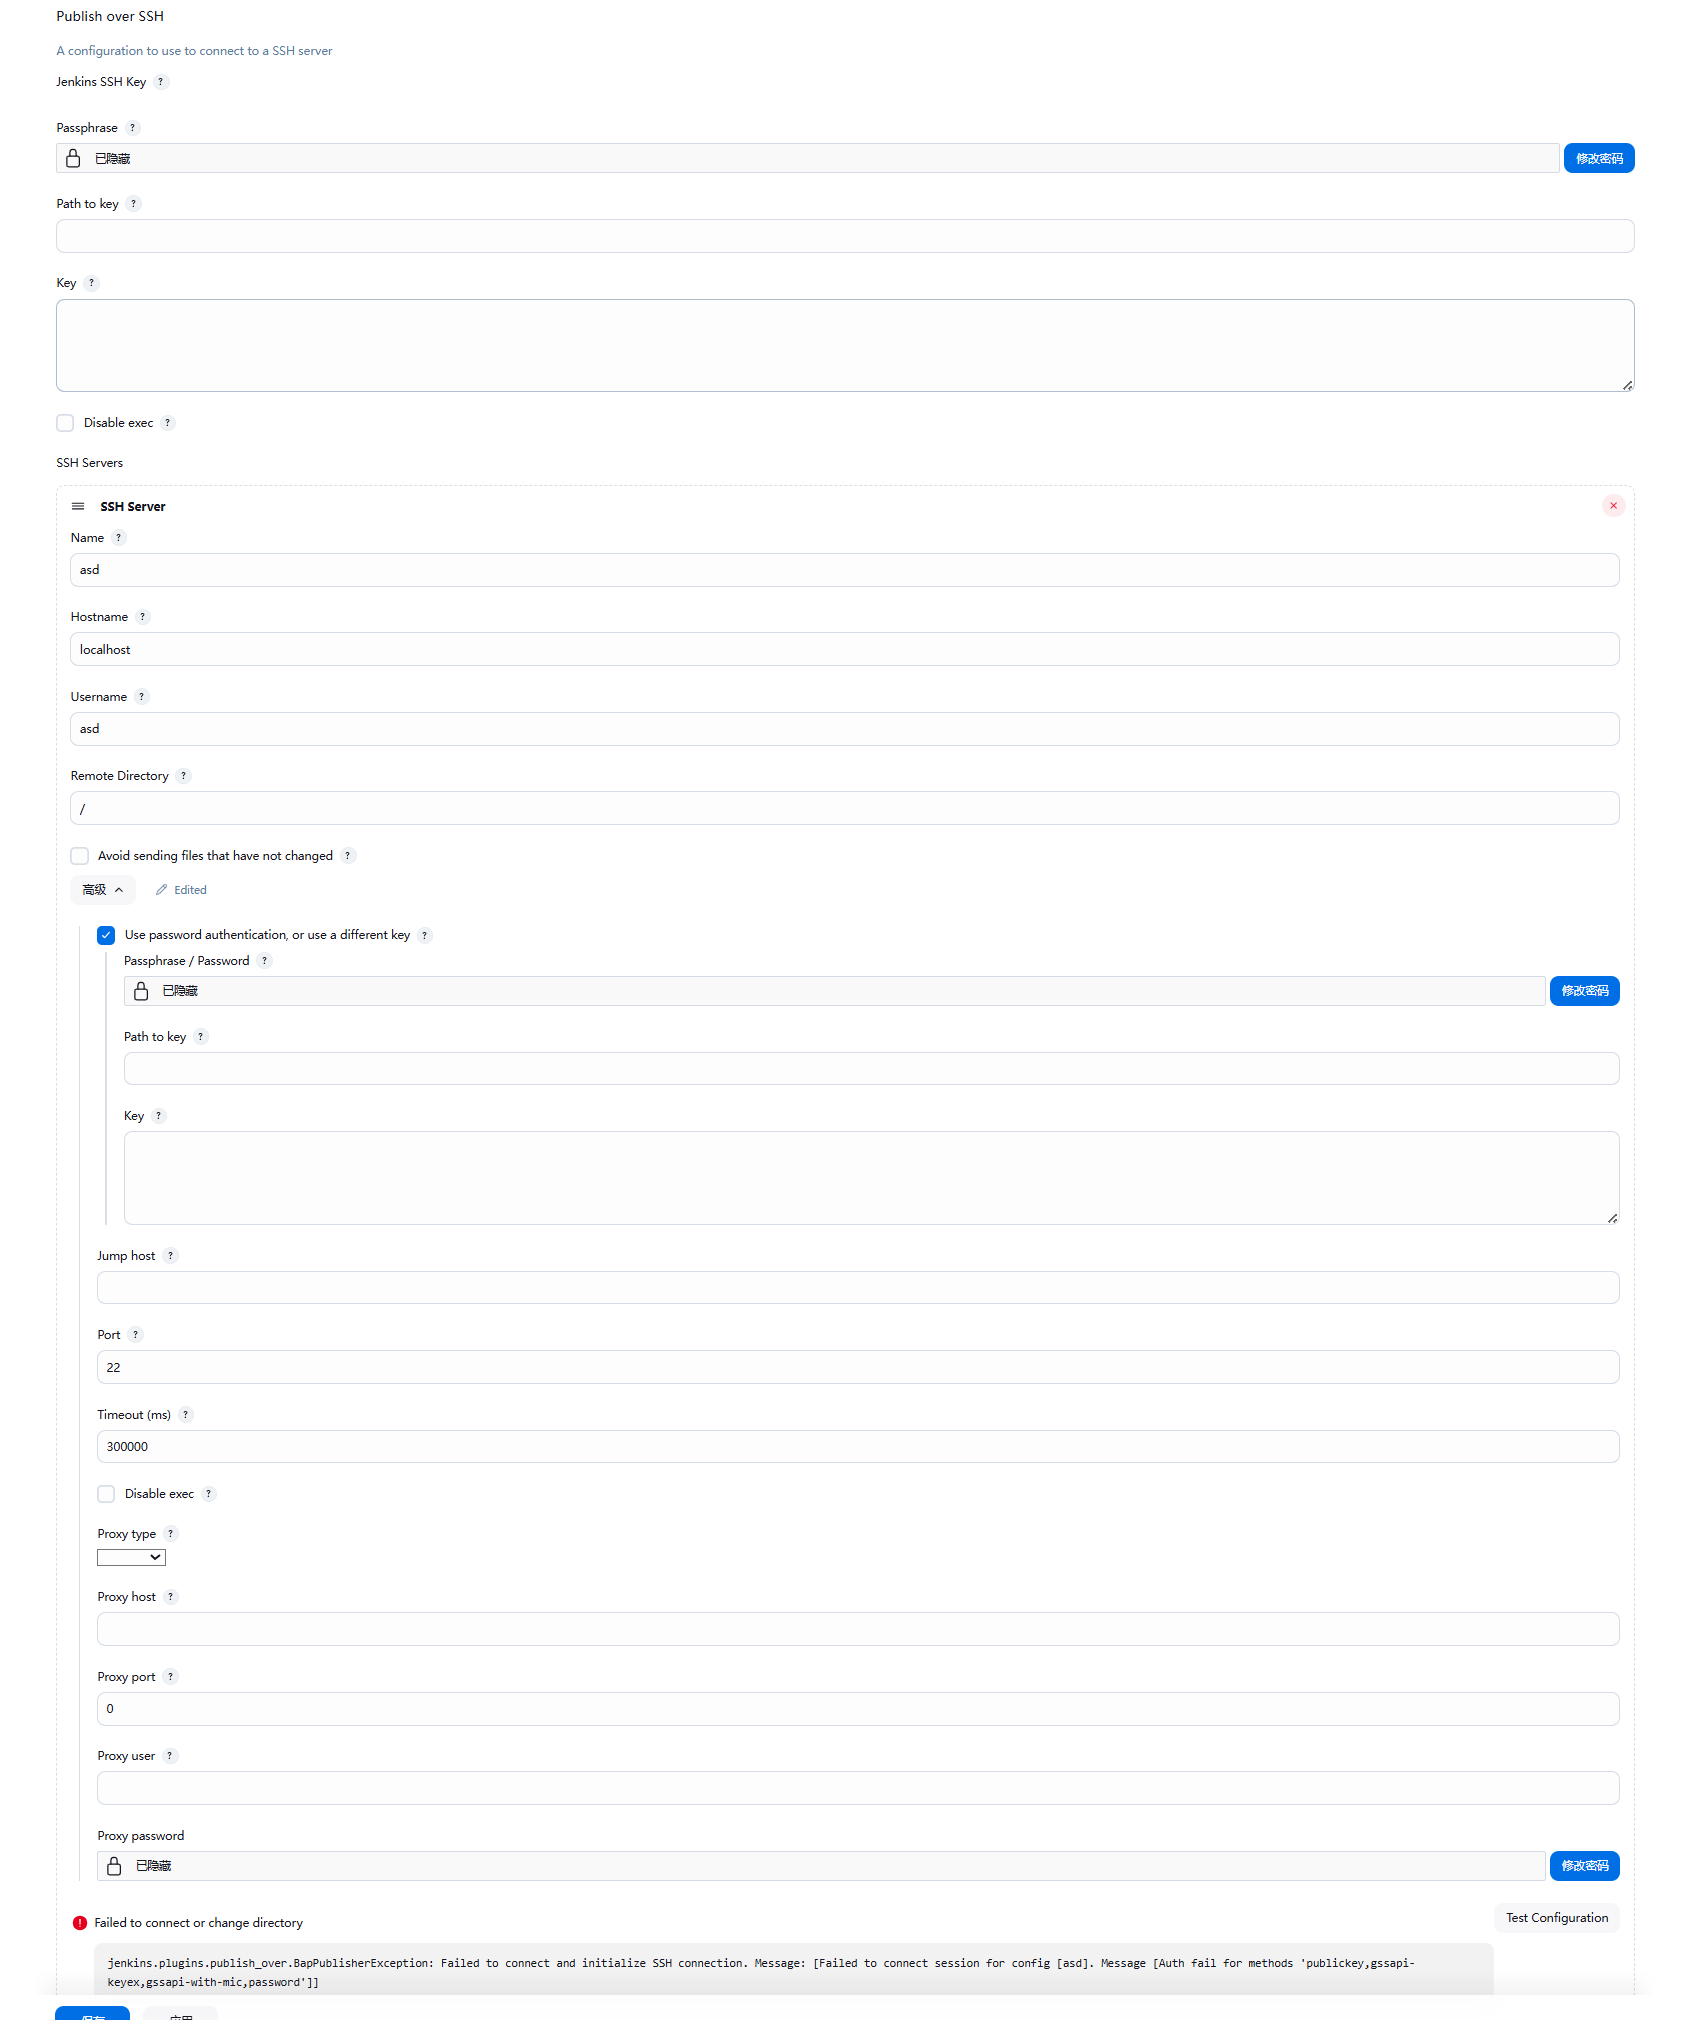 Publish over SSH
A configuration to use to connect to a SSH server
Jenkins SSH Key ?
Passphrase ?
已隐藏 修改密码
Path to key ?
Key ?
Disable exec ?
SSH Servers
SSH Server
Name ?
asd
Hostname ?
localhost
Username ?
asd
Remote Directory ?
/
Avoid sending files that have not changed ?
高级 Edited
Use password authentication, or use a different key ?
Passphrase / Password ?
已隐藏 修改密码
Path to key ?
Key ?
Jump host ?
Port ?
22
Timeout (ms) ?
300000
Disable exec ?
Proxy type ?
Proxy host ?
Proxy port ?
0
Proxy user ?
Proxy password
已隐藏 修改密码
Failed to connect or change directory Test Configuration
jenkins.plugins.publish_over.BapPublisherException: Failed to connect and initialize SSH connection. Message: [Failed to connect session for config [asd]. Message [Auth fail for methods 'publickey,gssapi-
keyex,gssapi-with-mic,password']]
保存 应用